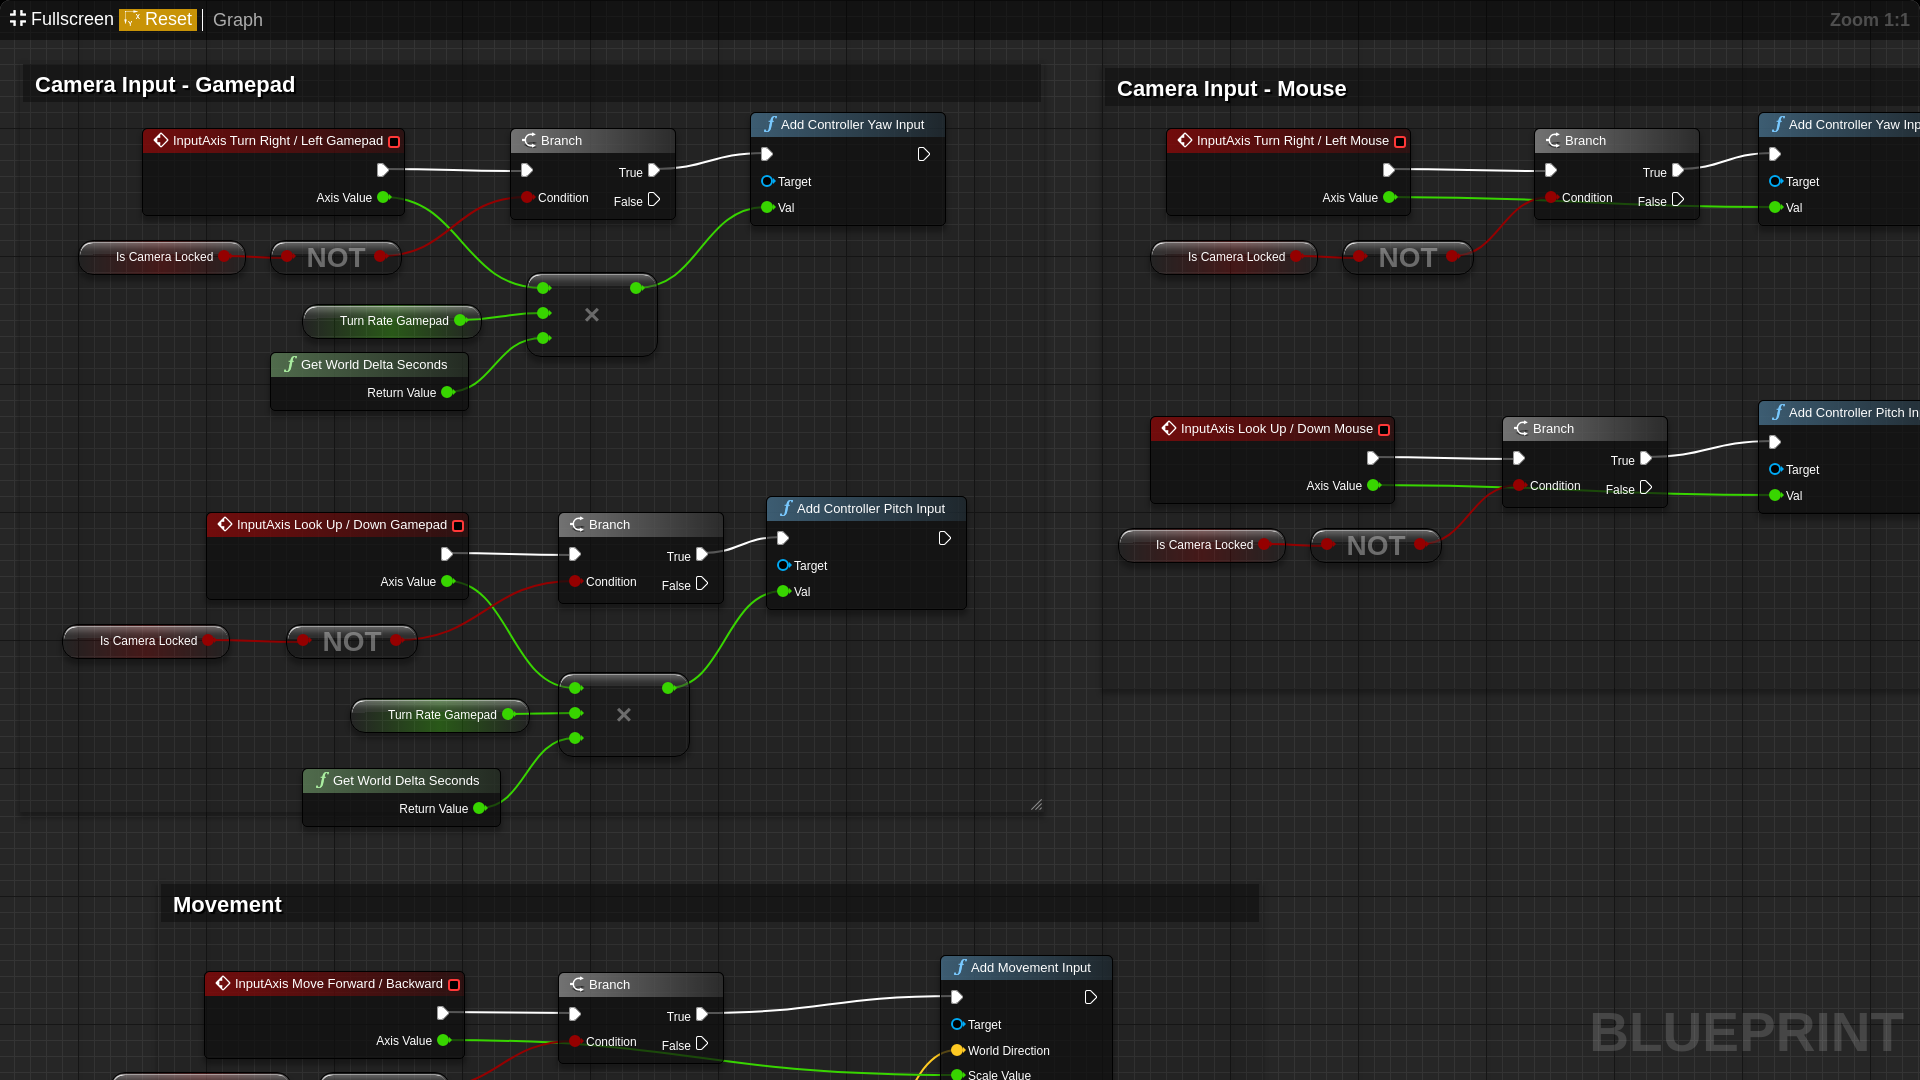 Fullscreen Reset Graph Zoom 1:1
Camera Input - Gamepad
InputAxis Turn Right / Left Gamepad
Axis Value
Branch
True
Condition
False
Add Controller Yaw Input
Target
Val
Is Camera Locked
NOT
Turn Rate Gamepad
×
Get World Delta Seconds
Return Value
InputAxis Look Up / Down Gamepad
Axis Value
Branch
True
Condition
False
Add Controller Pitch Input
Target
Val
Is Camera Locked
NOT
Turn Rate Gamepad
×
Get World Delta Seconds
Return Value
Camera Input - Mouse
InputAxis Turn Right / Left Mouse
Axis Value
Branch
True
Condition
False
Add Controller Yaw Inp
Target
Val
Is Camera Locked
NOT
InputAxis Look Up / Down Mouse
Axis Value
Branch
True
Condition
False
Add Controller Pitch In
Target
Val
Is Camera Locked
NOT
Movement
InputAxis Move Forward / Backward
Axis Value
Branch
True
Condition
False
Add Movement Input
Target
World Direction
Scale Value
BLUEPRINT